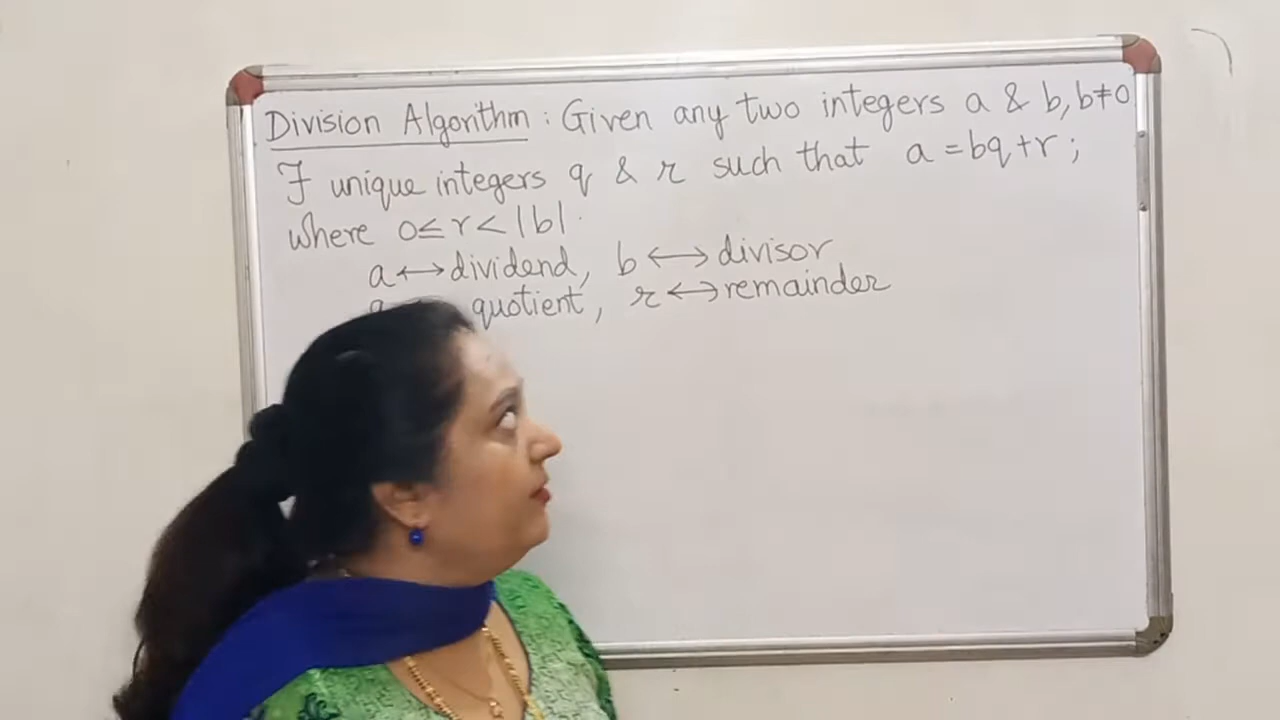 Division Algorithm : Given any two integers a & b, b≠0
∃ unique integers q & r such that a = bq + r ;
where 0 ≤ r < |b| .
a ↔ dividend, b ↔ divisor
quotient, r ↔ remainder